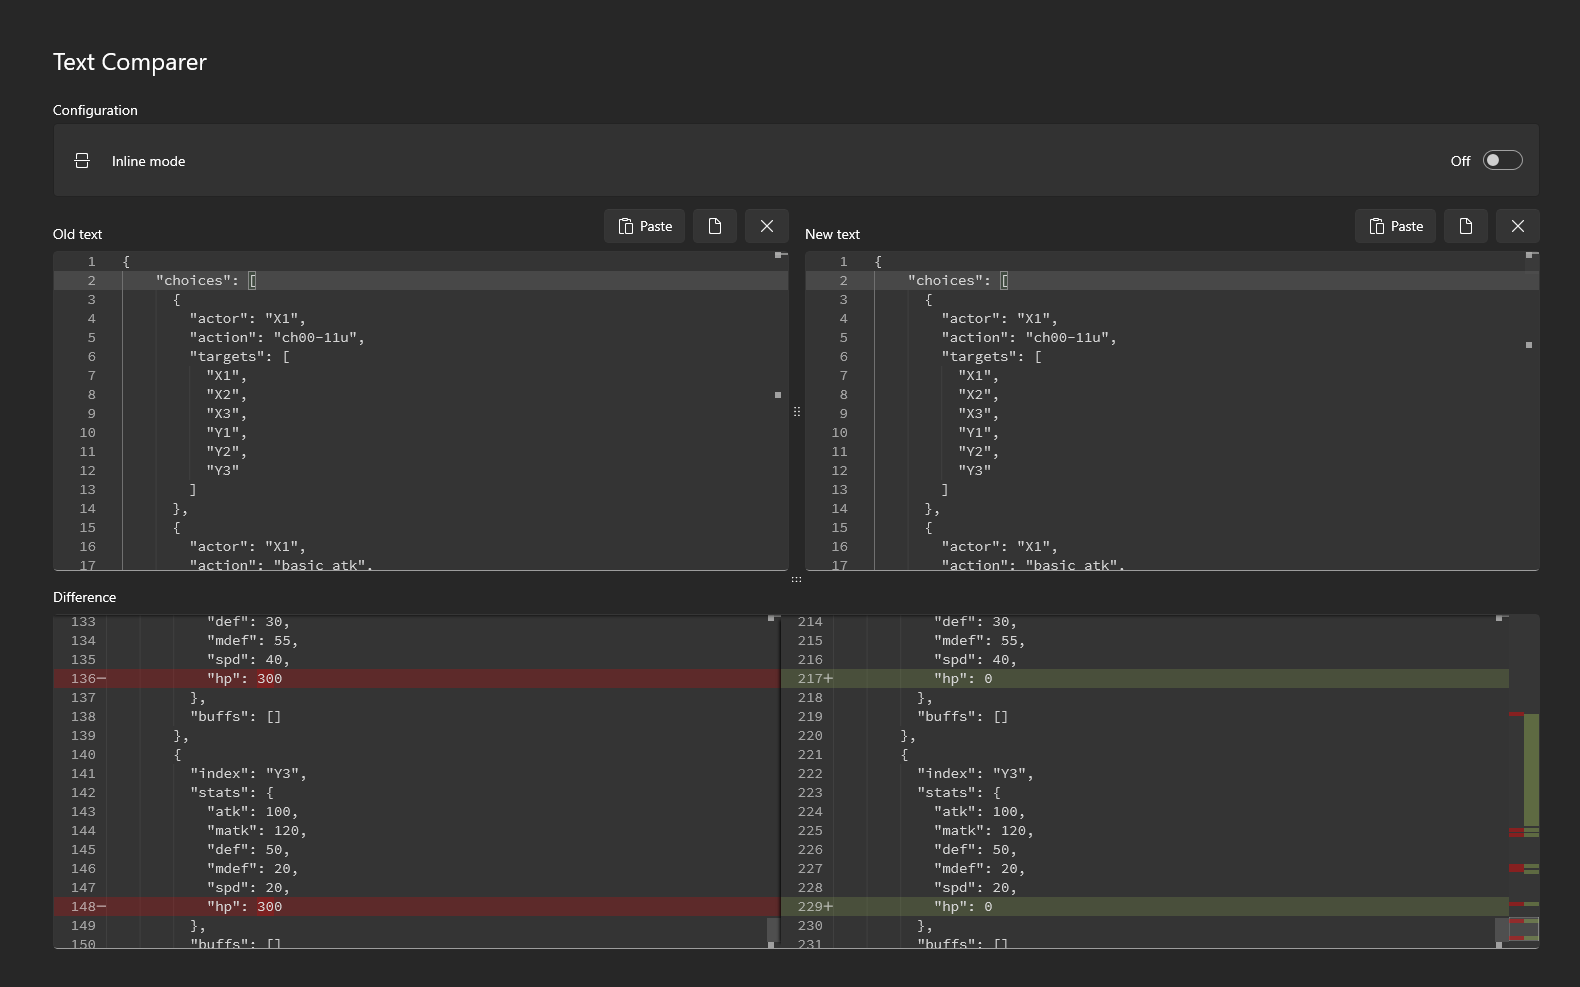 Text Comparer
Configuration
Inline mode
Off
Old text
Paste
1 {
2 "choices": [
3 {
4 "actor": "X1",
5 "action": "ch00-11u",
6 "targets": [
7 "X1",
8 "X2",
9 "X3",
10 "Y1",
11 "Y2",
12 "Y3"
13 ]
14 },
15 {
16 "actor": "X1",
17 "action": "basic atk",
New text
Paste
1 {
2 "choices": [
3 {
4 "actor": "X1",
5 "action": "ch00-11u",
6 "targets": [
7 "X1",
8 "X2",
9 "X3",
10 "Y1",
11 "Y2",
12 "Y3"
13 ]
14 },
15 {
16 "actor": "X1",
17 "action": "basic atk",
Difference
133 "def": 30,
134 "mdef": 55,
135 "spd": 40,
136− "hp": 300
137 },
138 "buffs": []
139 },
140 {
141 "index": "Y3",
142 "stats": {
143 "atk": 100,
144 "matk": 120,
145 "def": 50,
146 "mdef": 20,
147 "spd": 20,
148− "hp": 300
149 },
150 "buffs": []
214 "def": 30,
215 "mdef": 55,
216 "spd": 40,
217+ "hp": 0
218 },
219 "buffs": []
220 },
221 {
222 "index": "Y3",
223 "stats": {
224 "atk": 100,
225 "matk": 120,
226 "def": 50,
227 "mdef": 20,
228 "spd": 20,
229+ "hp": 0
230 },
231 "buffs": []